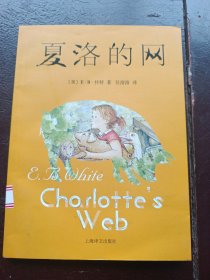 夏洛的网
[美] E·B·怀特 著 任溶溶 译
E. B. White
Charlotte's
Web
上海译文出版社